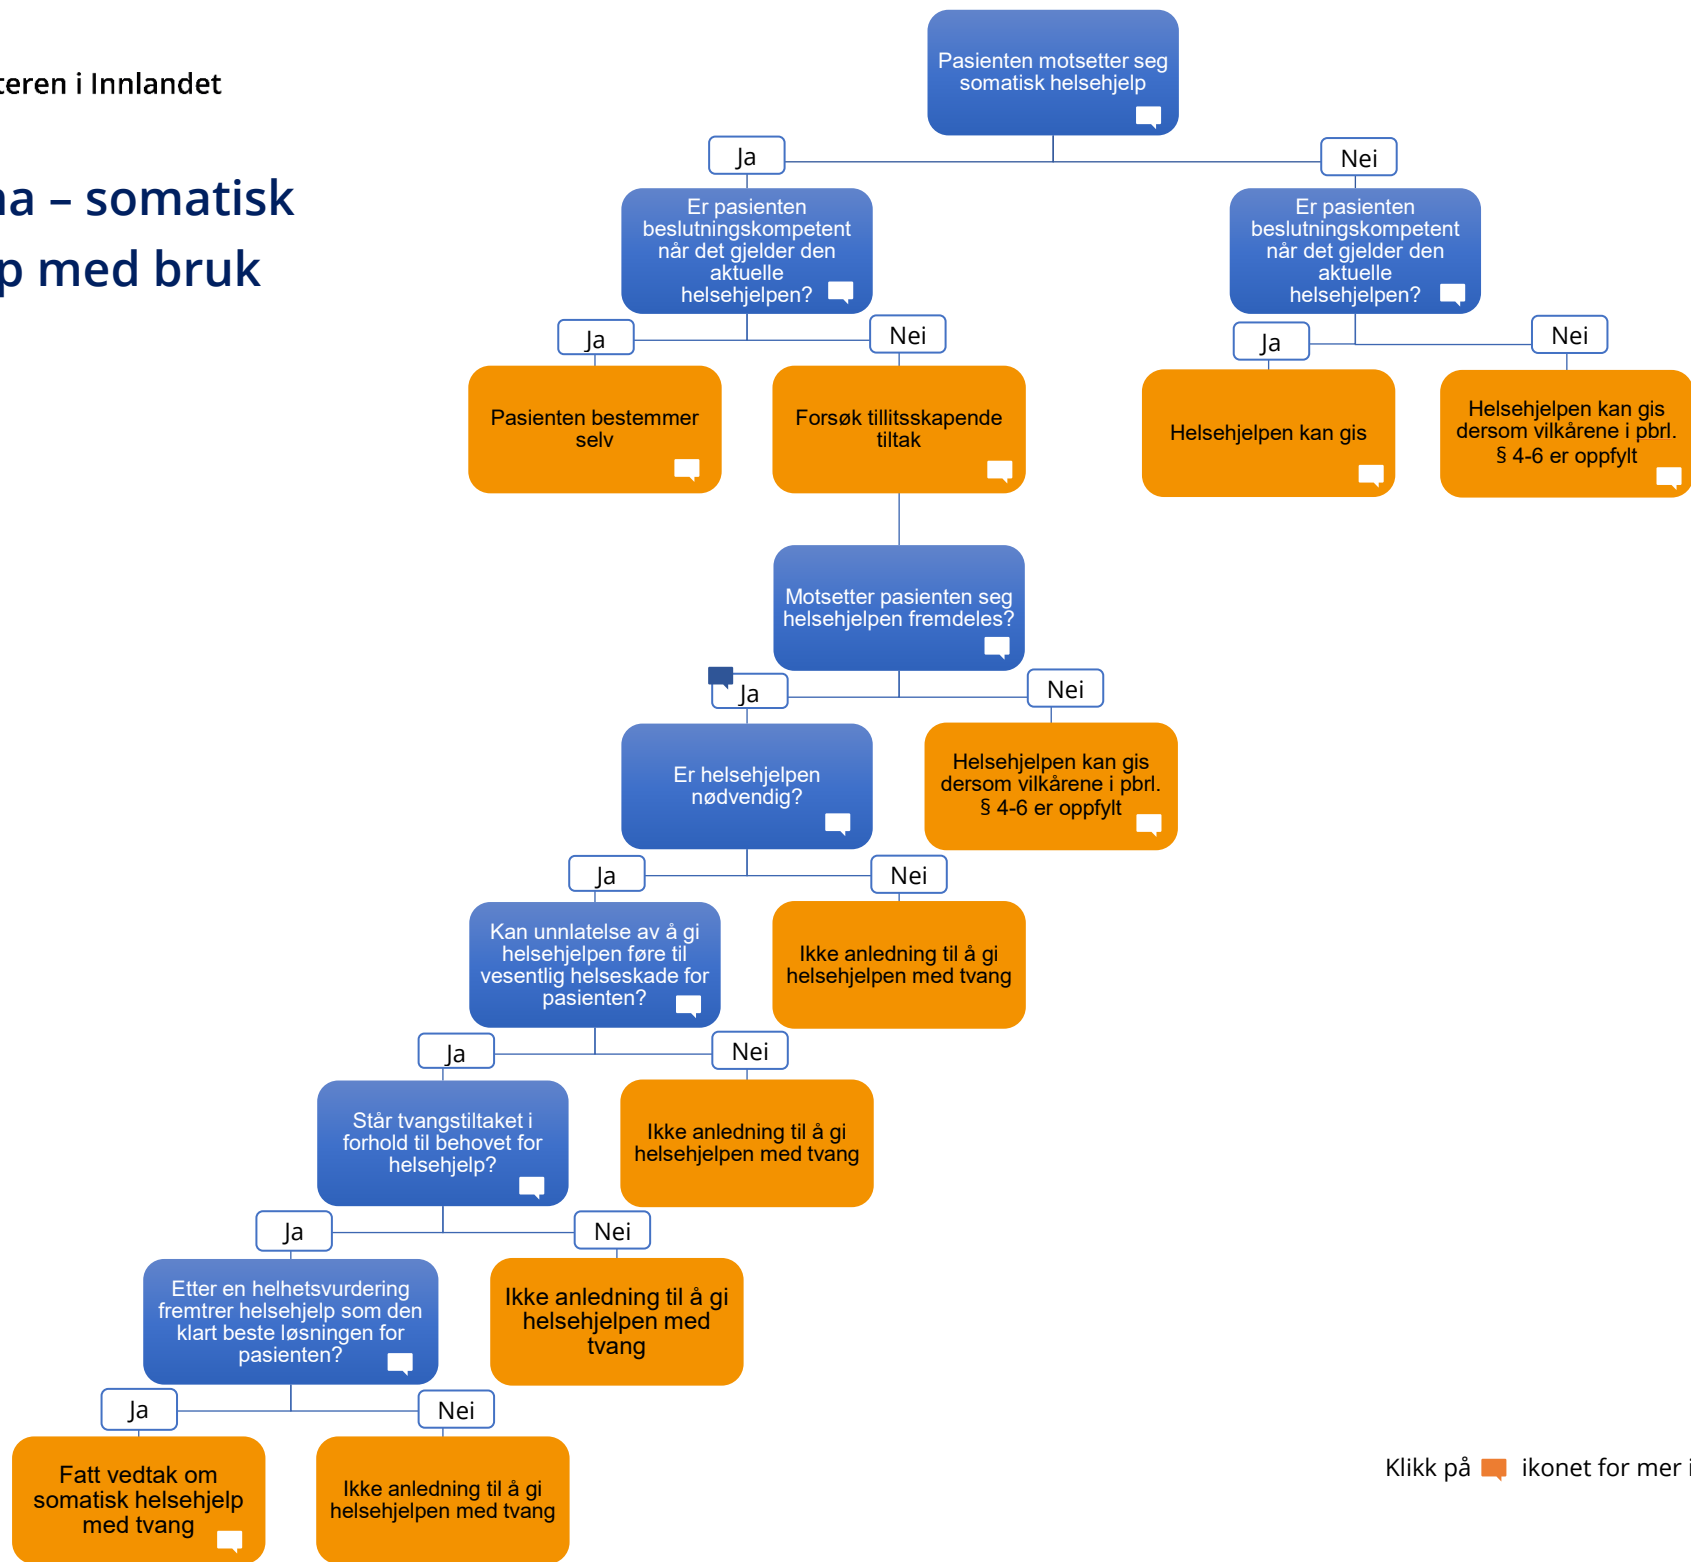 teren i Innlandet
na – somatisk
p med bruk
Pasienten motsetter seg
somatisk helsehjelp
Ja
Nei
Er pasienten
beslutningskompetent
når det gjelder den
aktuelle
helsehjelpen?
Er pasienten
beslutningskompetent
når det gjelder den
aktuelle
helsehjelpen?
Ja
Nei
Ja
Nei
Pasienten bestemmer
selv
Forsøk tillitsskapende
tiltak
Helsehjelpen kan gis
Helsehjelpen kan gis
dersom vilkårene i pbrl.
§ 4-6 er oppfylt
Motsetter pasienten seg
helsehjelpen fremdeles?
Ja
Nei
Er helsehjelpen
nødvendig?
Helsehjelpen kan gis
dersom vilkårene i pbrl.
§ 4-6 er oppfylt
Ja
Nei
Kan unnlatelse av å gi
helsehjelpen føre til
vesentlig helseskade for
pasienten?
Ikke anledning til å gi
helsehjelpen med tvang
Ja
Nei
Står tvangstiltaket i
forhold til behovet for
helsehjelp?
Ikke anledning til å gi
helsehjelpen med tvang
Ja
Nei
Etter en helhetsvurdering
fremtrer helsehjelp som den
klart beste løsningen for
pasienten?
Ikke anledning til å gi
helsehjelpen med
tvang
Ja
Nei
Fatt vedtak om
somatisk helsehjelp
med tvang
Ikke anledning til å gi
helsehjelpen med tvang
Klikk på ikonet for mer i